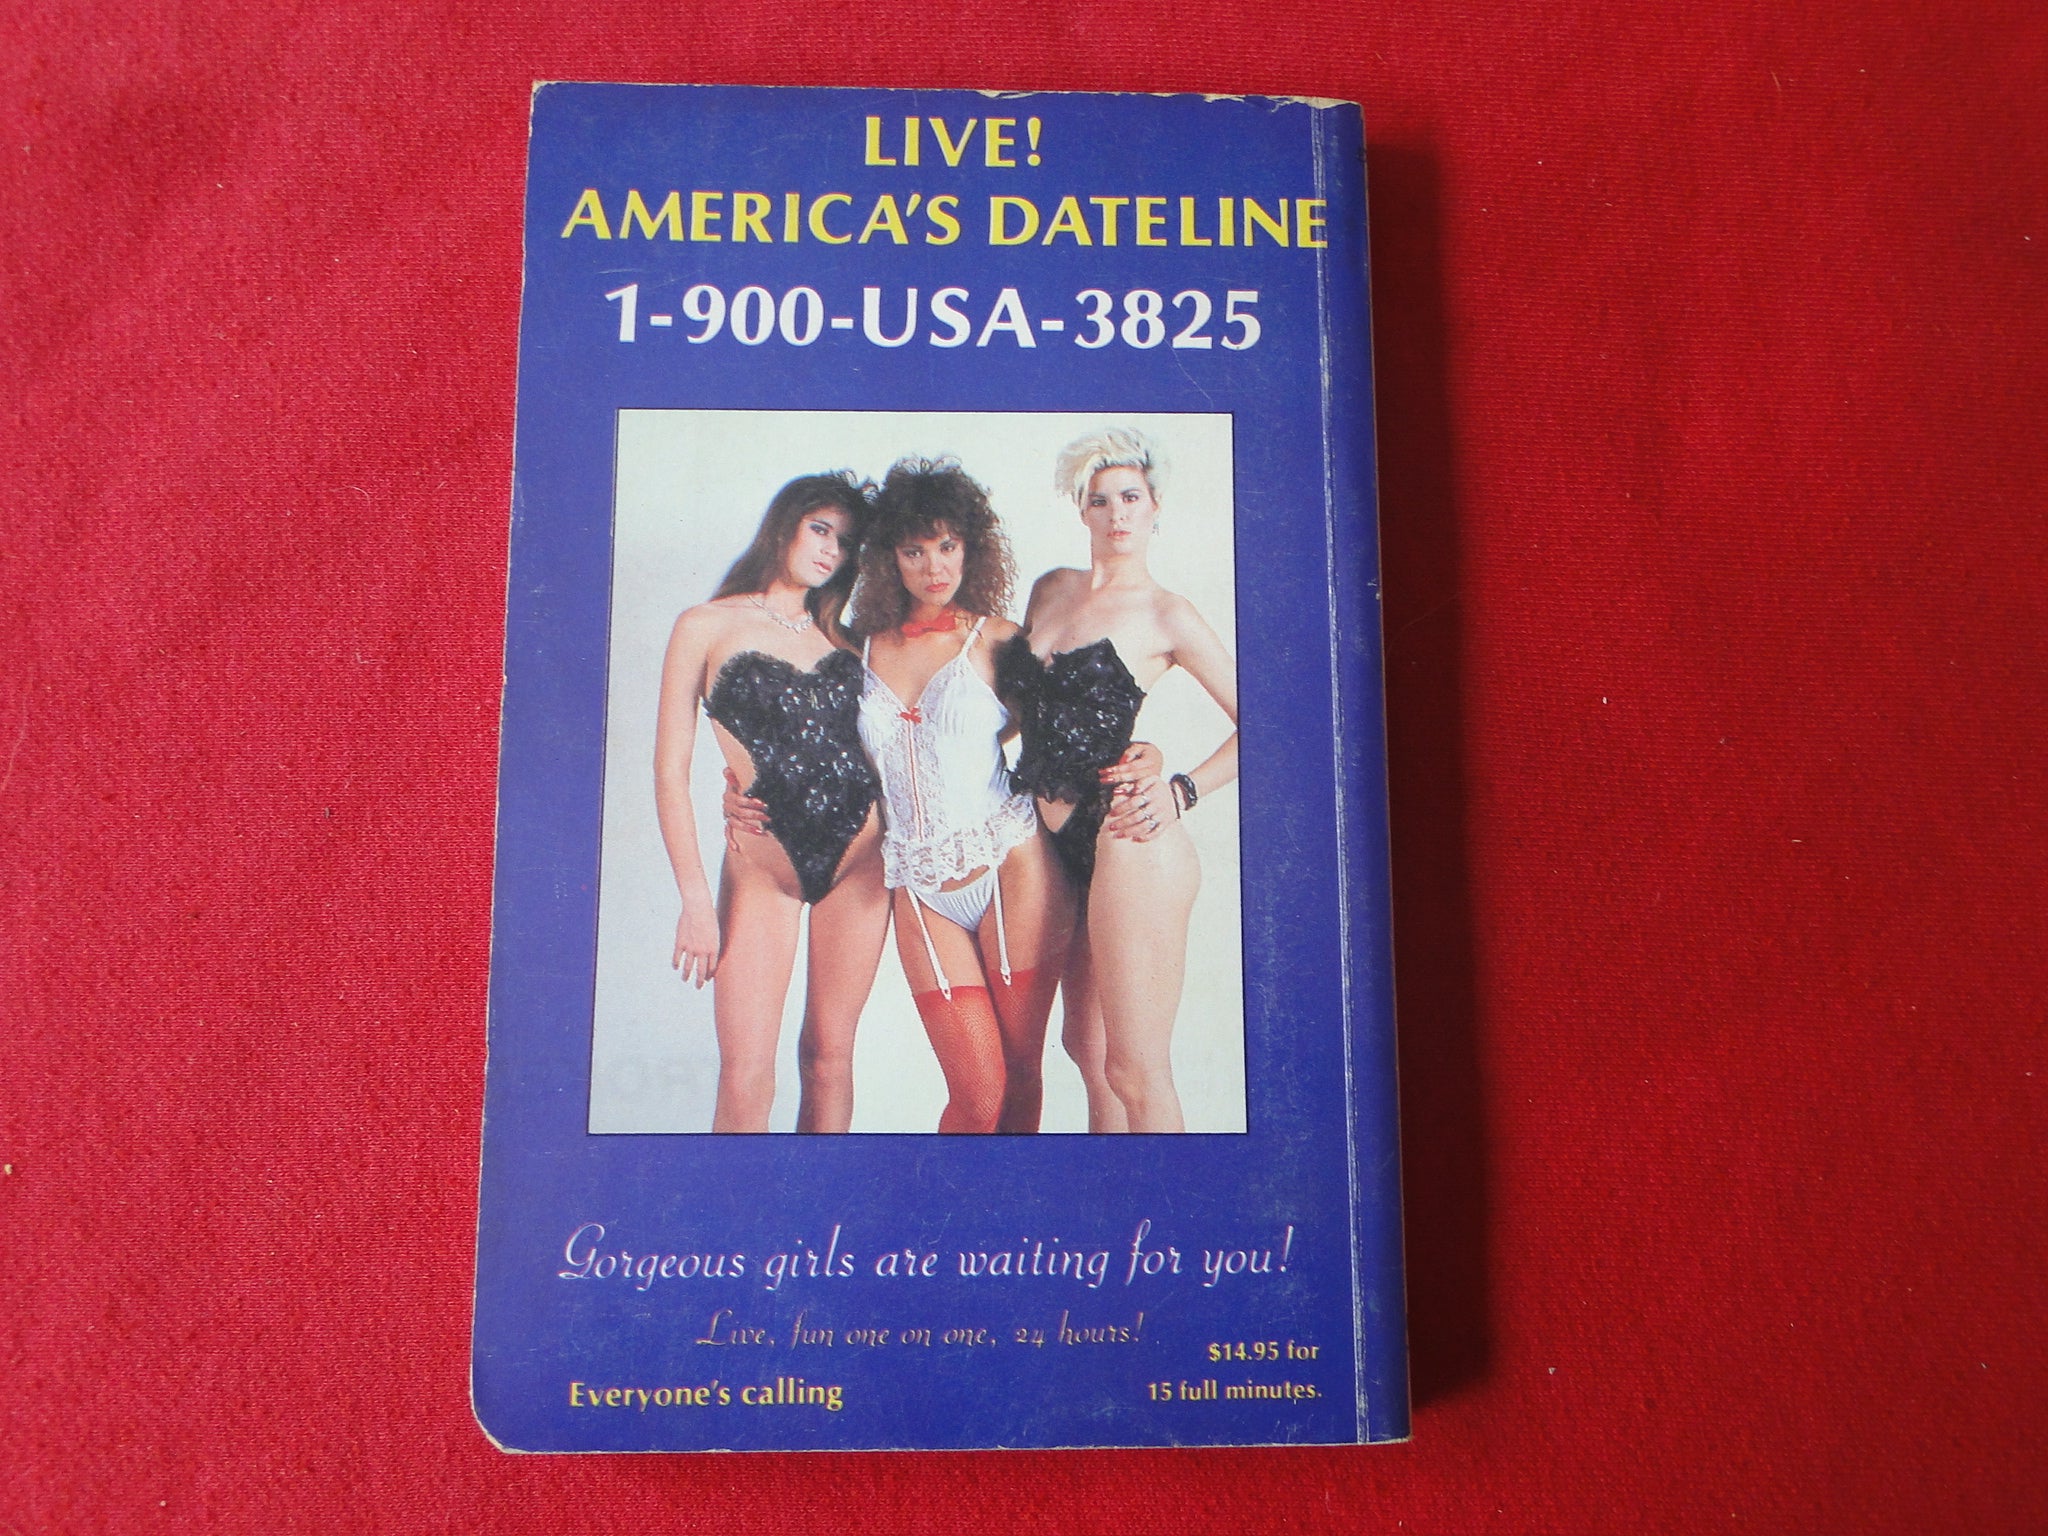 LIVE!
AMERICA'S DATELINE
1-900-USA-3825
Gorgeous girls are waiting for you!
Live, fun one on one, 24 hours!
$14.95 for
Everyone's calling
15 full minutes.